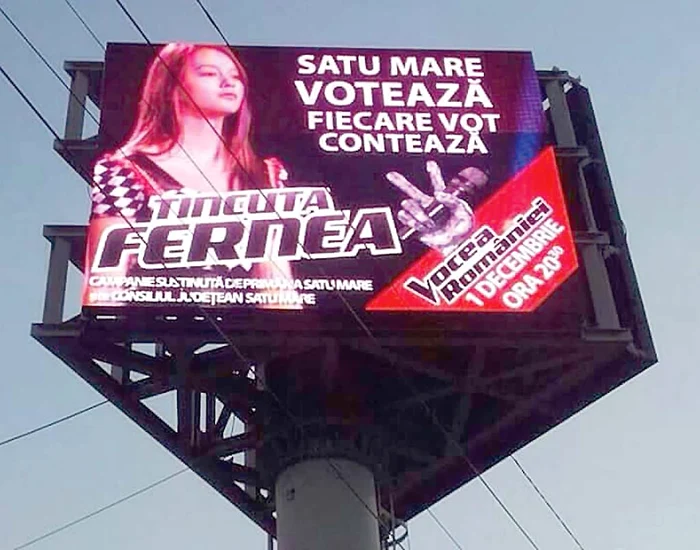 SATU MARE
VOTEAZĂ
FIECARE VOT
CONTEAZĂ
TINCUȚA
FERNEA
CAMPANIE SUSȚINUTĂ DE PRIMĂRIA SATU MARE
CONSILIUL JUDEȚEAN SATU MARE
Vocea
României
1 DECEMBRIE
ORA 20³⁰